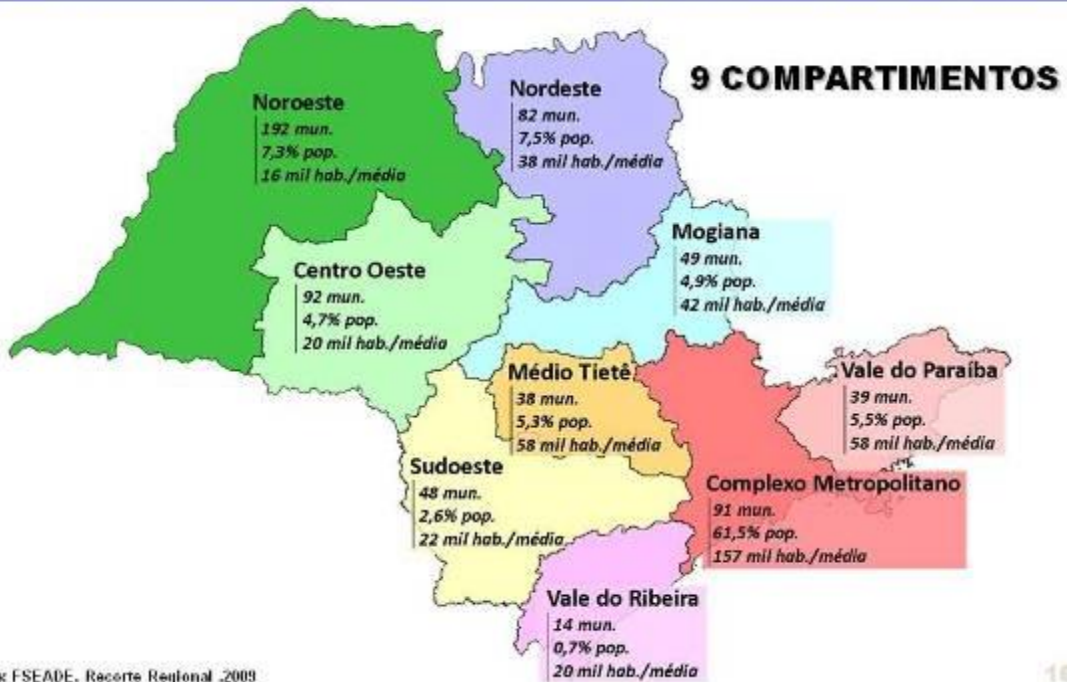 9 COMPARTIMENTOS
Noroeste
192 mun.
7,3% pop.
16 mil hab./média
Nordeste
82 mun.
7,5% pop.
38 mil hab./média
Mogiana
49 mun.
4,9% pop.
42 mil hab./média
Centro Oeste
92 mun.
4,7% pop.
20 mil hab./média
Médio Tietê
38 mun.
5,3% pop.
58 mil hab./média
Vale do Paraíba
39 mun.
5,5% pop.
58 mil hab./média
Sudoeste
48 mun.
2,6% pop.
22 mil hab./média
Complexo Metropolitano
91 mun.
61,5% pop.
157 mil hab./média
Vale do Ribeira
14 mun.
0,7% pop.
20 mil hab./média
FSEADE, Recorte Regional ,2009